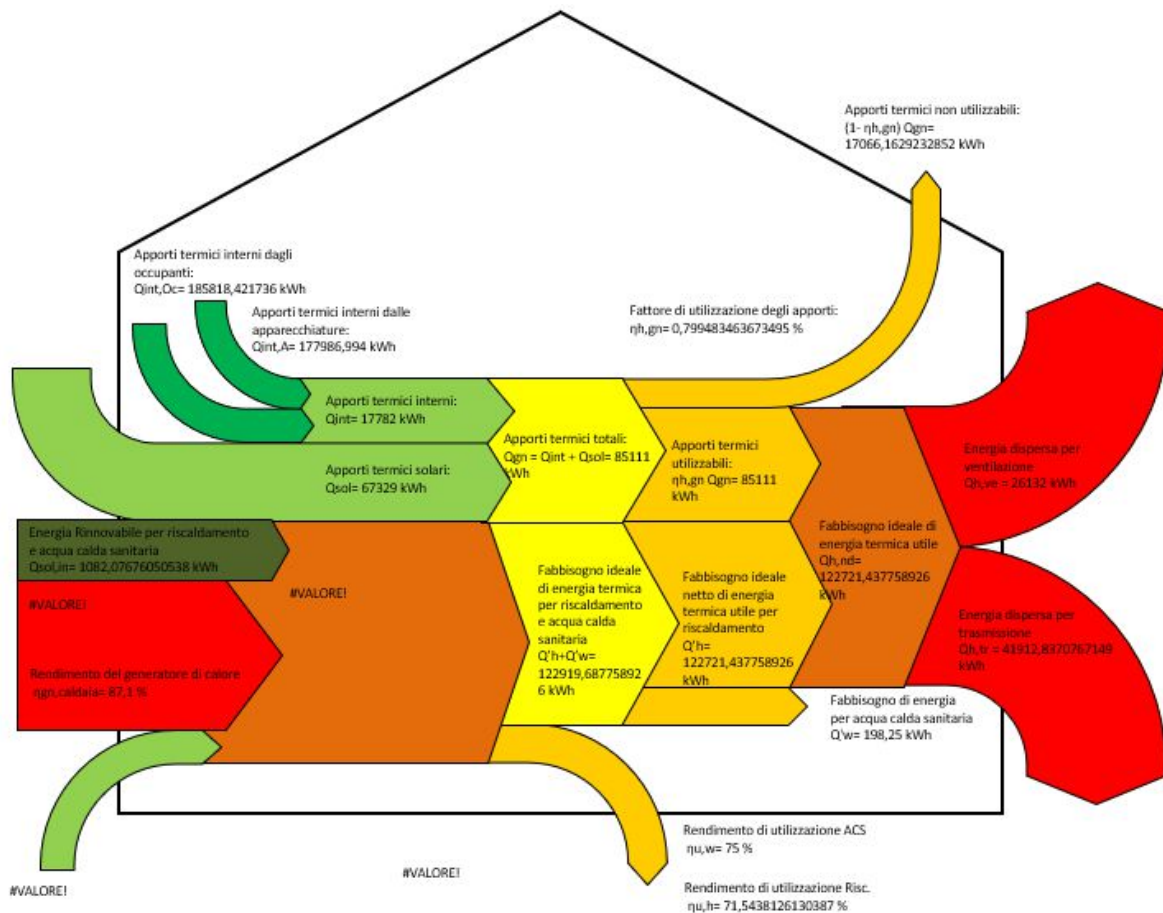 Apporti termici non utilizzabili:
(1- ηh,gn) Qgn=
17066,1629232852 kWh
Apporti termici interni dagli
occupanti:
Qint,Oc= 185818,421736 kWh
Apporti termici interni dalle
apparecchiature:
Qint,A= 177986,994 kWh
Fattore di utilizzazione degli apporti:
ηh,gn= 0,799483463673495 %
Apporti termici interni:
Qint= 17782 kWh
Apporti termici solari:
Qsol= 67329 kWh
Apporti termici totali:
Qgn = Qint + Qsol= 85111
kWh
Apporti termici
utilizzabili:
ηh,gn Qgn= 85111
kWh
Energia dispersa per
ventilazione
Qh,ve = 26132 kWh
Energia Rinnovabile per riscaldamento
e acqua calda sanitaria
Qsol,in= 1082,07676050538 kWh
#VALORE!
#VALORE!
Rendimento del generatore di calore
ηgn,caldaia= 87,1 %
Fabbisogno ideale
di energia termica
per riscaldamento
e acqua calda
sanitaria
Q'h+Q'w=
122919,68775892
6 kWh
Fabbisogno ideale
netto di energia
termica utile per
riscaldamento
Q'h=
122721,437758926
kWh
Fabbisogno ideale di
energia termica utile
Qh,nd=
122721,437758926
kWh
Energia dispersa per
trasmissione
Qh,tr = 41912,8370767149
kWh
Fabbisogno di energia
per acqua calda sanitaria
Q'w= 198,25 kWh
Rendimento di utilizzazione ACS
ηu,w= 75 %
Rendimento di utilizzazione Risc.
ηu,h= 71,5438126130387 %
#VALORE!
#VALORE!